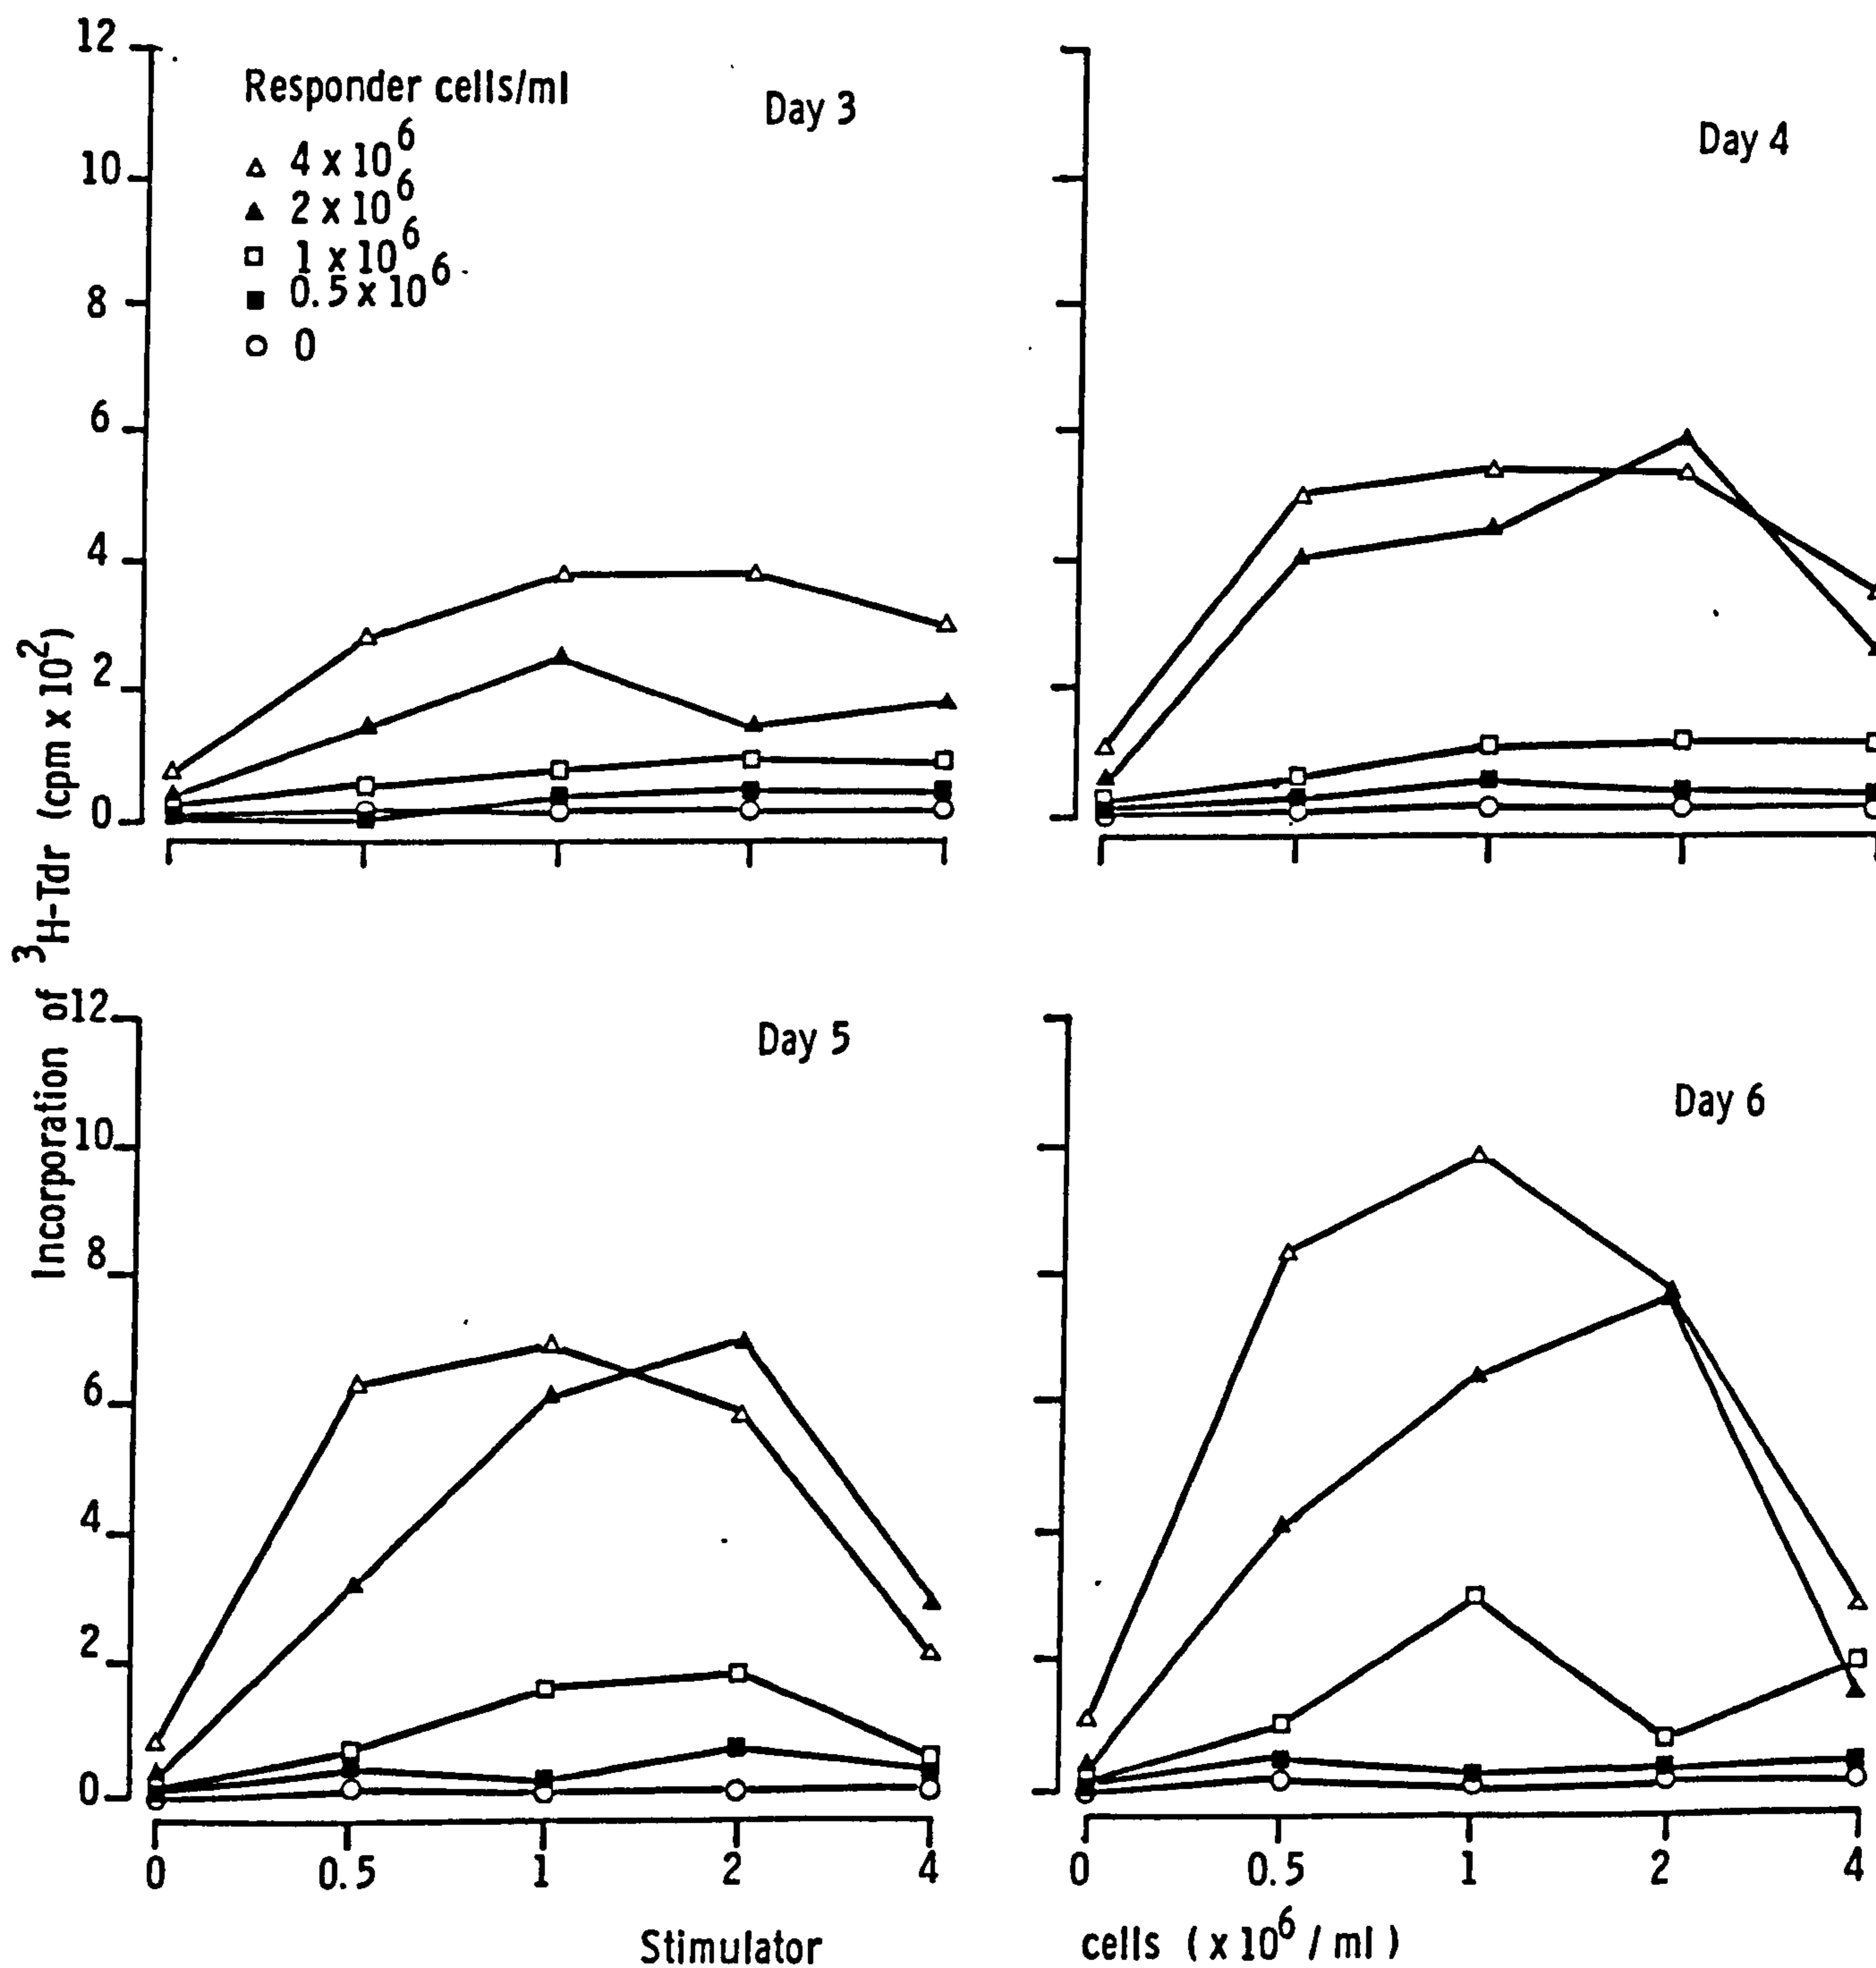 12
10
8
6
4
2
0
Responder cells/ml
△ 4 x 10⁶
▲ 2 x 10⁶
□ 1 x 10⁶
■ 0.5 x 10⁶
○ 0
Day 3
Day 4
Incorporation of ³H-Tdr (cpm x 10²)
12
10
8
6
4
2
0
Day 5
Day 6
0 0.5 1 2 4
0 0.5 1 2 4
Stimulator cells ( x 10⁶ / ml )